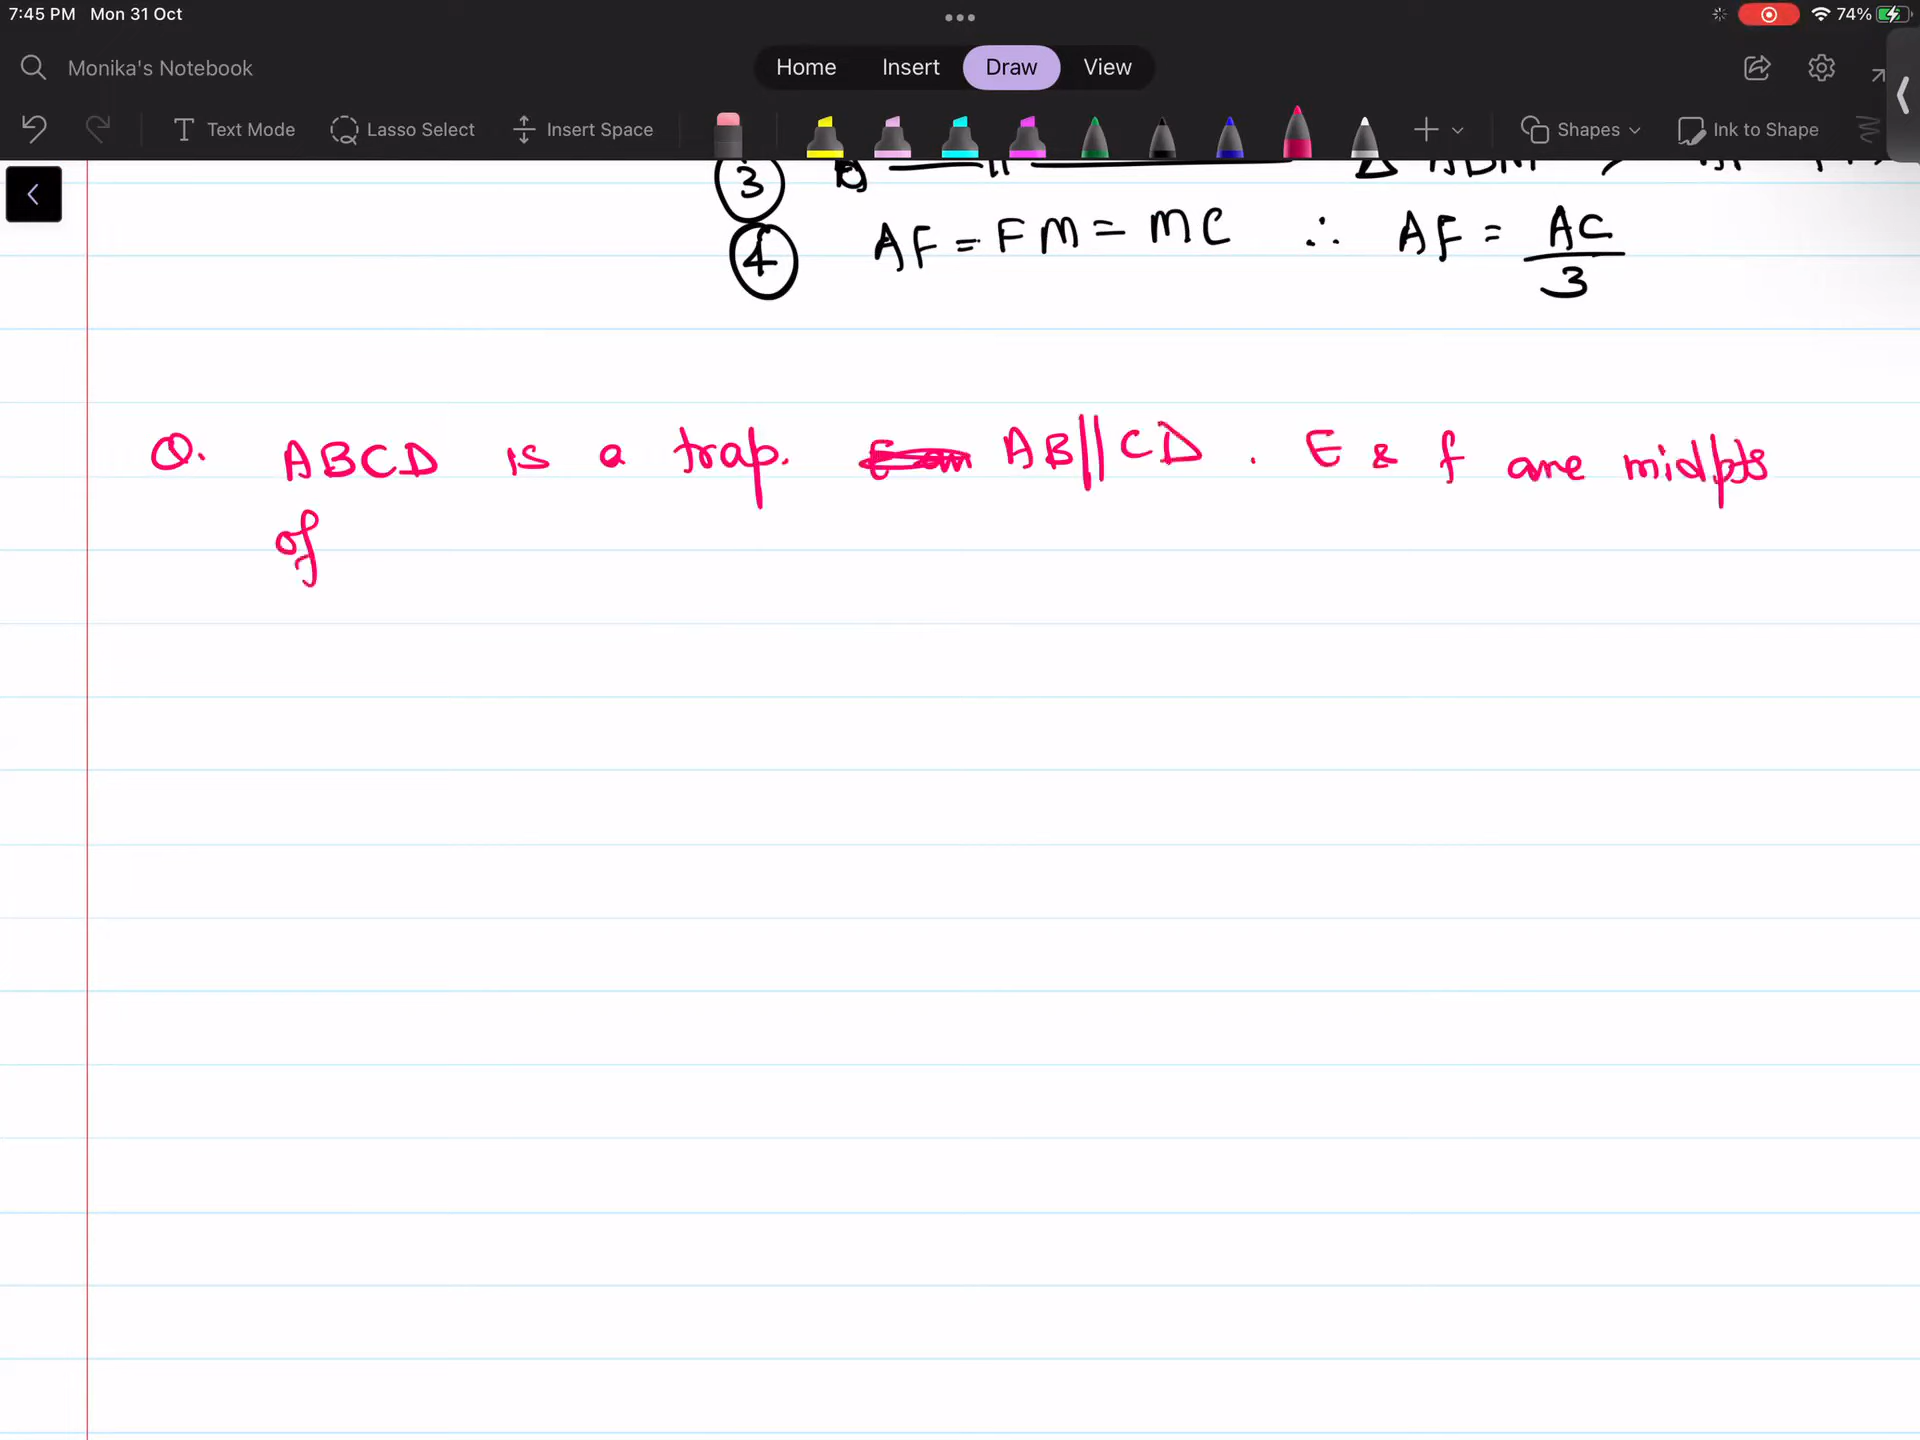 7:45 PM Mon 31 Oct
74%
Monika's Notebook
Home Insert Draw View
Text Mode Lasso Select Insert Space Shapes Ink to Shape
3
4 AF = FM = MC ∴ AF = AC/3
Q. ABCD is a trap. AB||CD. E & f are midpts
of